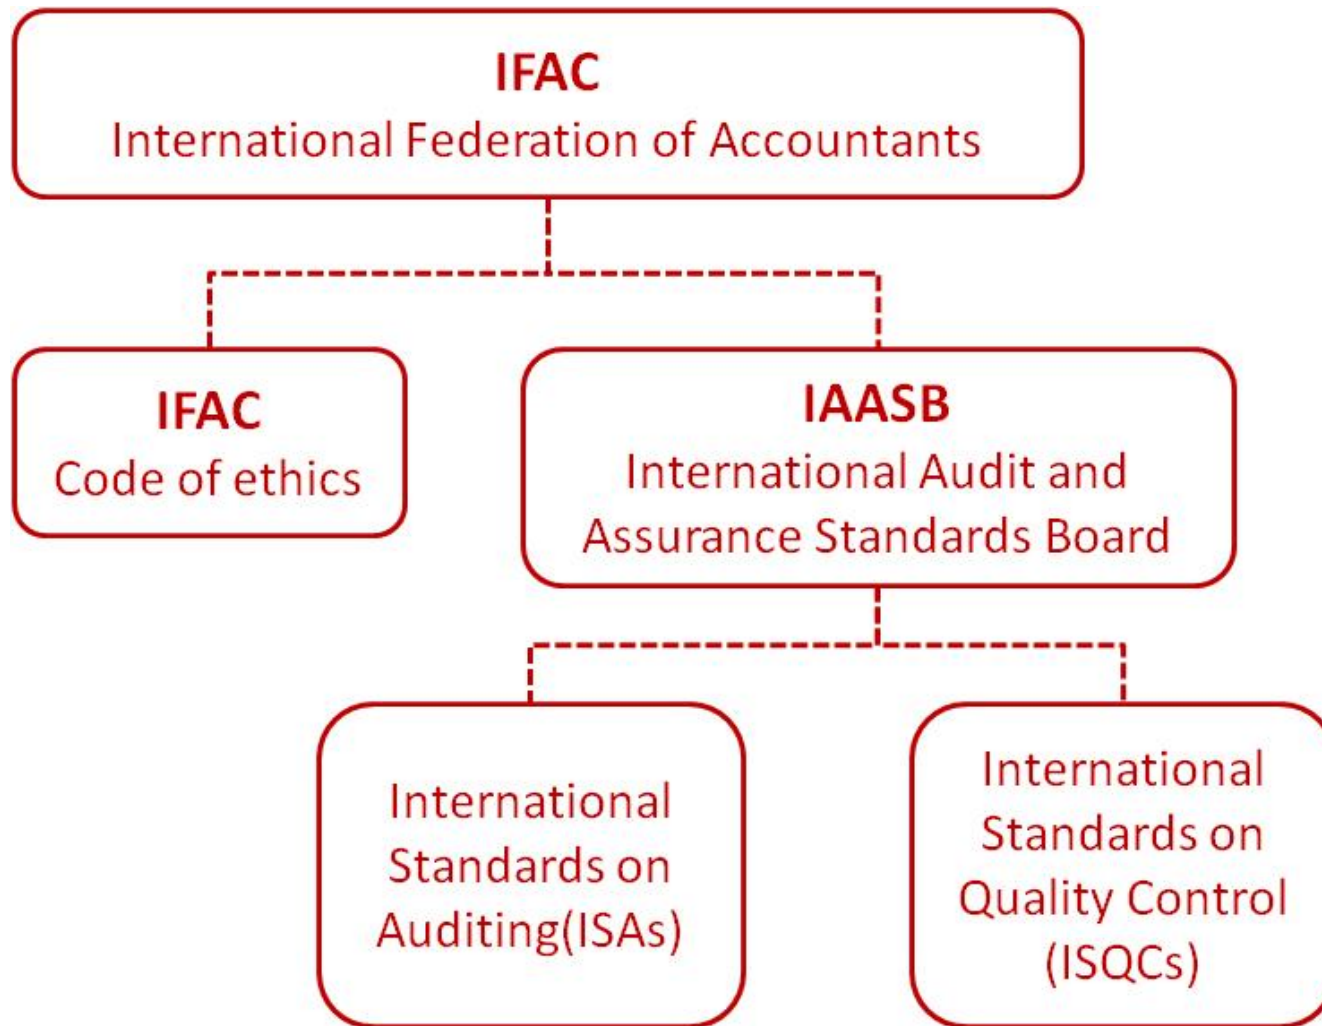 IFAC
International Federation of Accountants
IFAC
Code of ethics
IAASB
International Audit and
Assurance Standards Board
International
Standards on
Auditing(ISAs)
International
Standards on
Quality Control
(ISQCs)